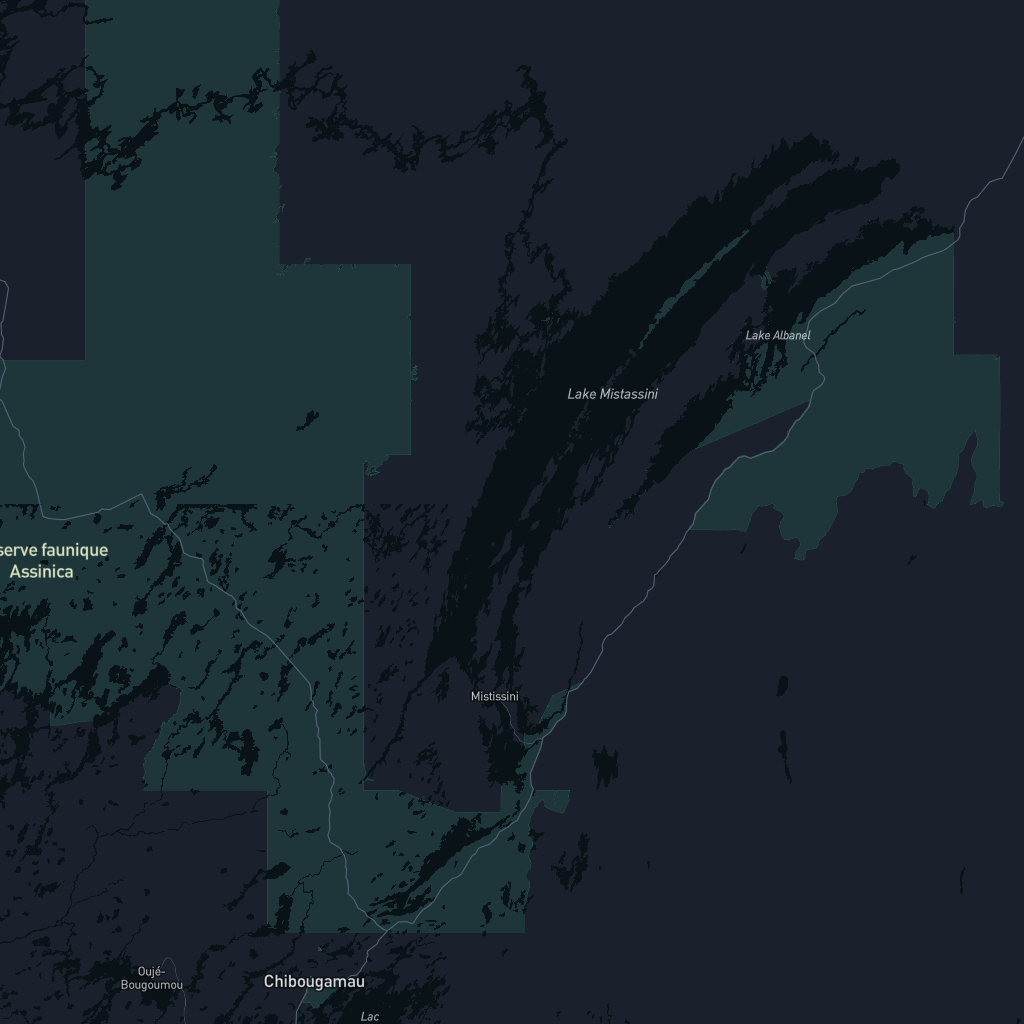 Lake Albanel
Lake Mistassini
serve faunique
Assinica
Mistissini
Oujé-
Bougoumou
Chibougamau
Lac